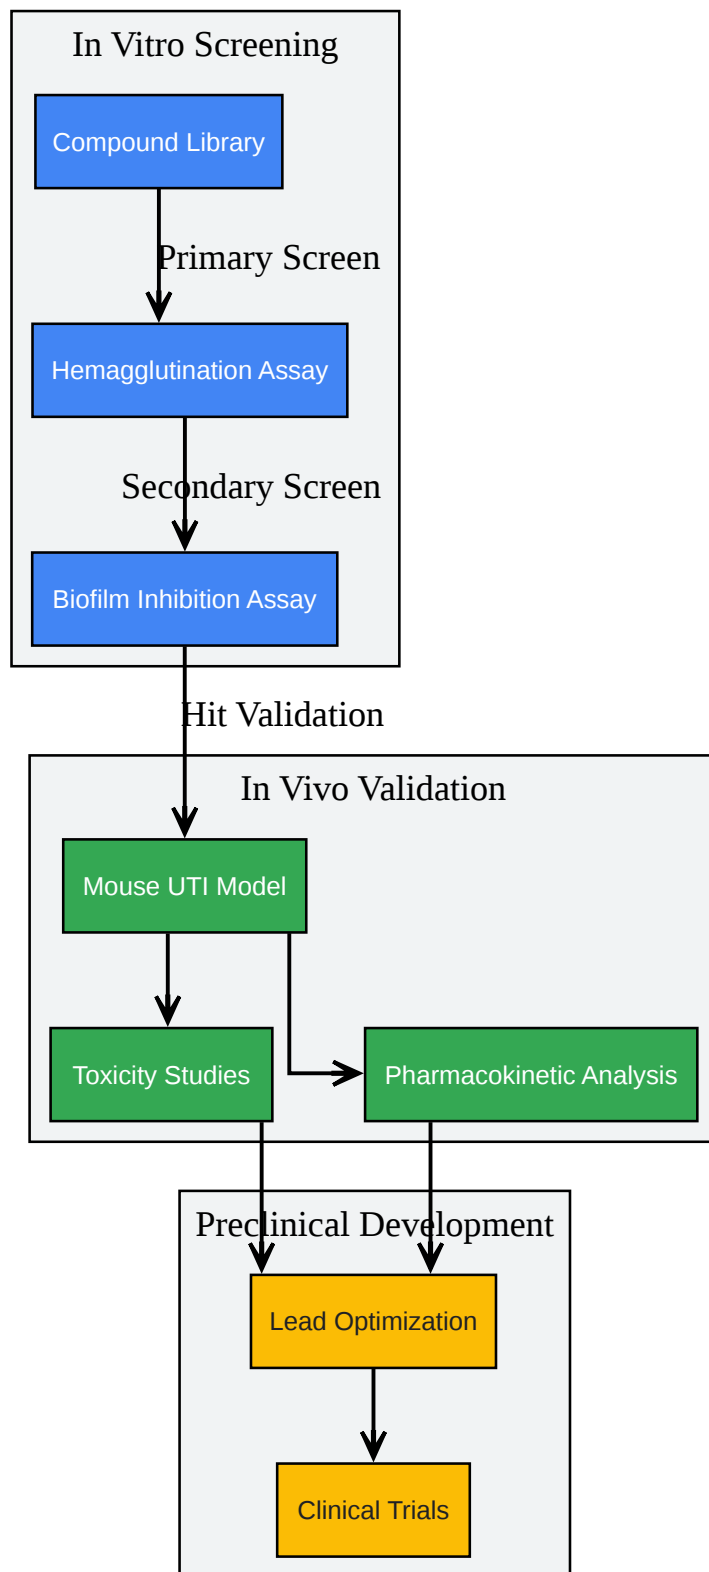 In Vitro Screening
Compound Library
Primary Screen
Hemagglutination Assay
Secondary Screen
Biofilm Inhibition Assay
Hit Validation
In Vivo Validation
Mouse UTI Model
Toxicity Studies
Pharmacokinetic Analysis
Preclinical Development
Lead Optimization
Clinical Trials